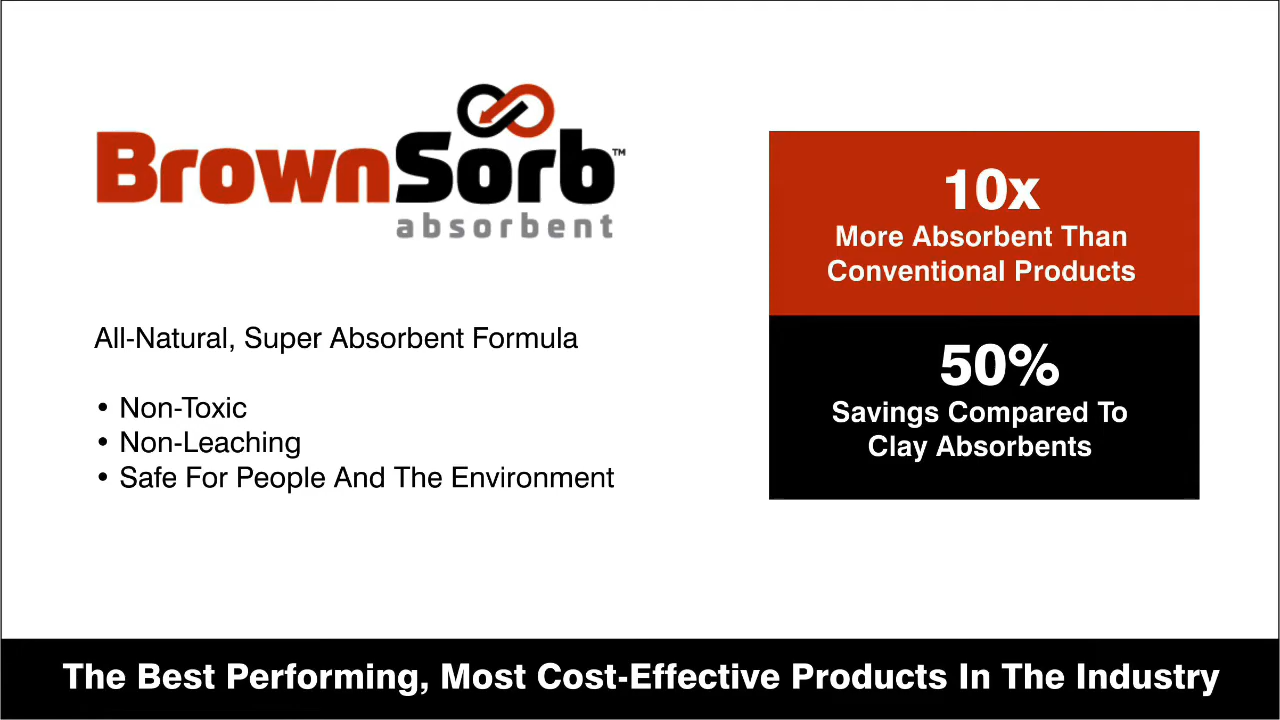 BrownSorb™
absorbent
All-Natural, Super Absorbent Formula
• Non-Toxic
• Non-Leaching
• Safe For People And The Environment
10x
More Absorbent Than
Conventional Products
50%
Savings Compared To
Clay Absorbents
The Best Performing, Most Cost-Effective Products In The Industry